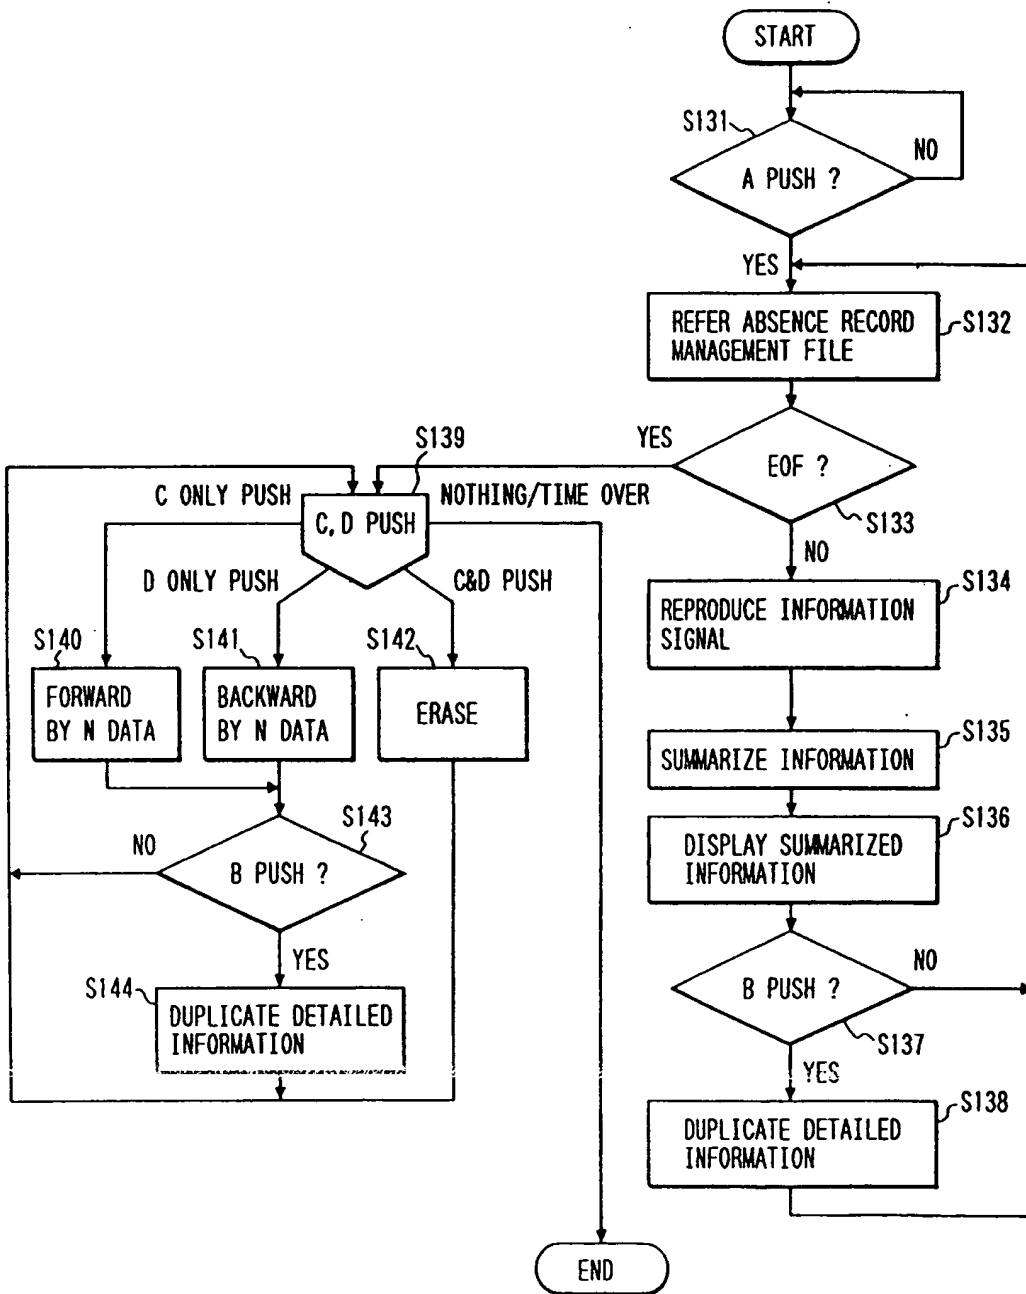 START
S131
A PUSH ?
NO
YES
REFER ABSENCE RECORD
MANAGEMENT FILE
S132
EOF ?
YES
S133
NO
S139
C ONLY PUSH
NOTHING/TIME OVER
C, D PUSH
D ONLY PUSH
C&D PUSH
S134
REPRODUCE INFORMATION
SIGNAL
S140
FORWARD
BY N DATA
S141
BACKWARD
BY N DATA
S142
ERASE
S135
SUMMARIZE INFORMATION
S136
DISPLAY SUMMARIZED
INFORMATION
S143
NO
B PUSH ?
YES
S144
DUPLICATE DETAILED
INFORMATION
B PUSH ?
NO
S137
YES
S138
DUPLICATE DETAILED
INFORMATION
END